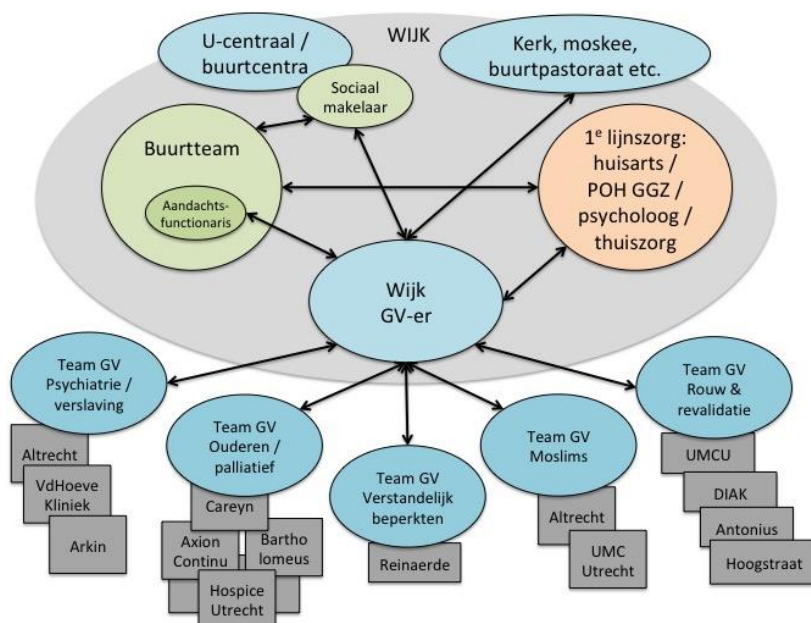 U-centraal /
buurtcentra
WIJK
Kerk, moskee,
buurtpastoraat etc.
Sociaal
makelaar
Buurtteam
Aandachts-
functionaris
1e lijnszorg:
huisarts /
POH GGZ /
psycholoog /
thuiszorg
Wijk
GV-er
Team GV
Psychiatrie /
verslaving
Altrecht
VdHoeve
Kliniek
Arkin
Team GV
Ouderen /
palliatief
Careyn
Axion
Continu
Bartho
lomeus
Hospice
Utrecht
Team GV
Verstandelijk
beperkten
Reinaerde
Team GV
Moslims
Altrecht
UMC
Utrecht
Team GV
Rouw &
revalidatie
UMCU
DIAK
Antonius
Hoogstraat